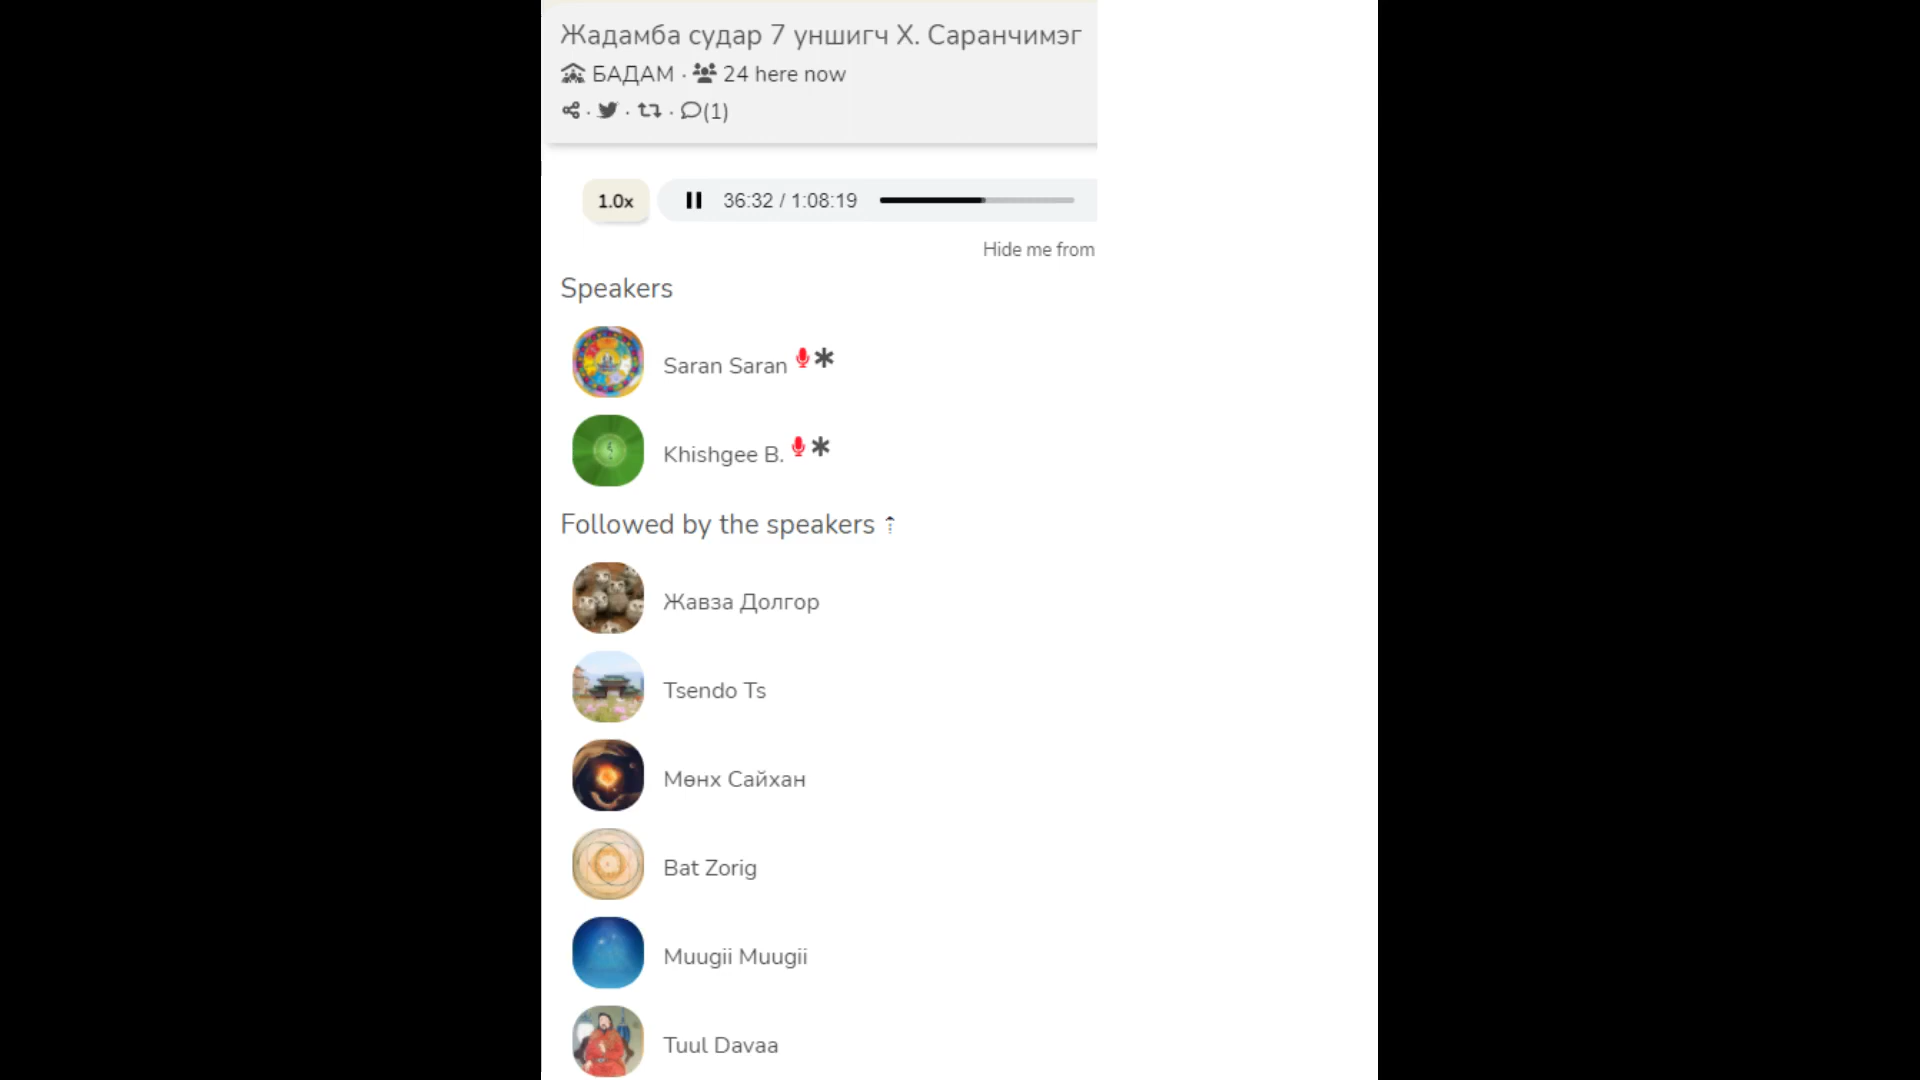 Жадамба судар 7 уншигч Х. Саранчимэг
БАДАМ · 24 here now
· · · (1)
1.0x 36:32 / 1:08:19
Hide me from
Speakers
Saran Saran
Khishgee B.
Followed by the speakers
Жавза Долгор
Tsendo Ts
Мөнх Сайхан
Bat Zorig
Muugii Muugii
Tuul Davaa